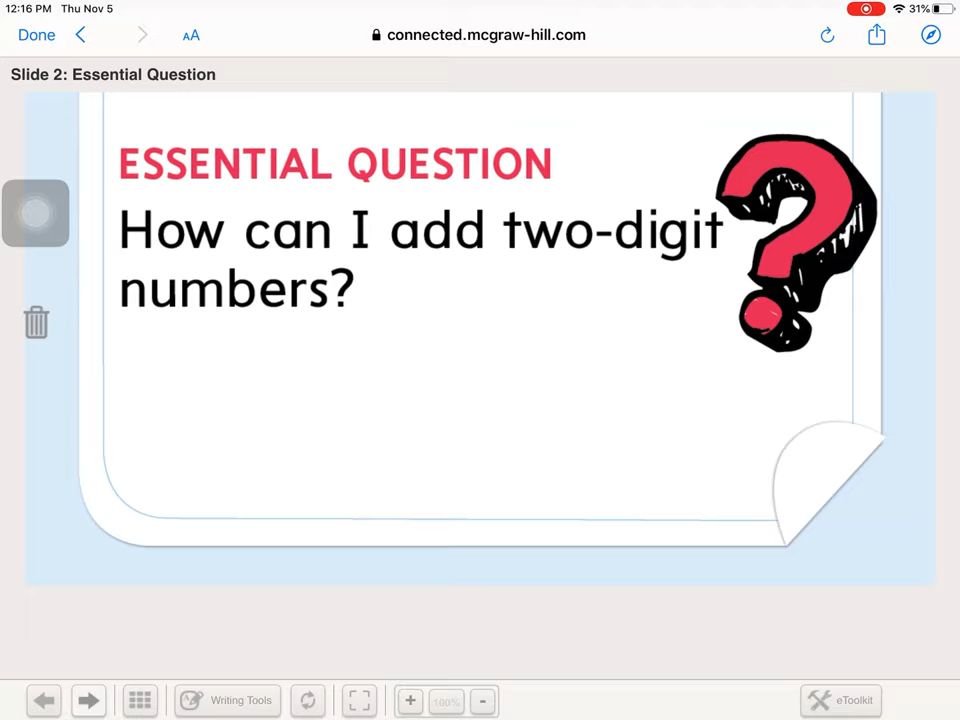 12:16 PM Thu Nov 5 31%
Done AA connected.mcgraw-hill.com
Slide 2: Essential Question
ESSENTIAL QUESTION
How can I add two-digit
numbers?
Writing Tools + 100% - eToolkit